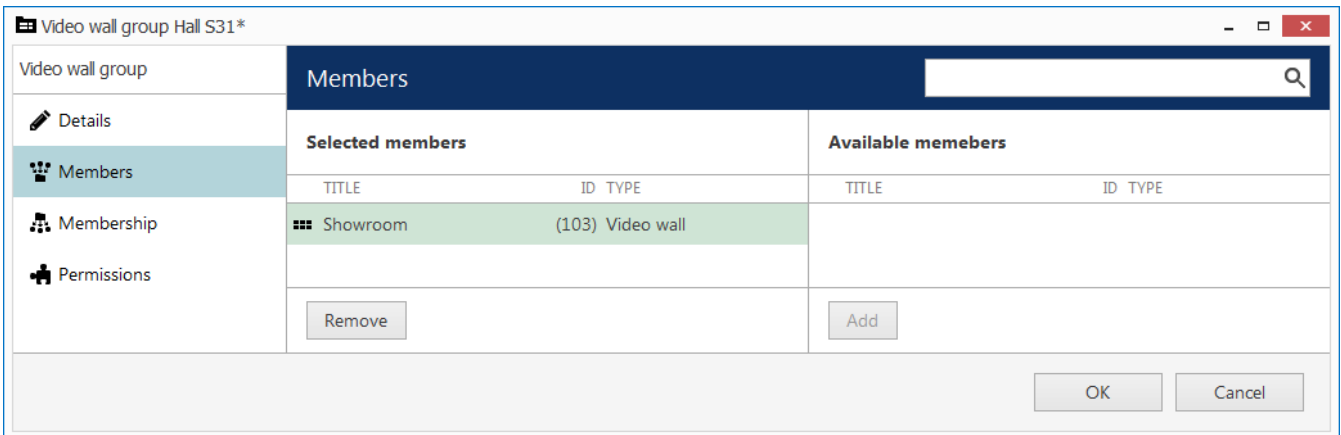 Video wall group Hall S31*
Video wall group
Members
Details
Members
Membership
Permissions
Selected members
TITLE ID TYPE
Showroom (103) Video wall
Remove
Available memebers
TITLE ID TYPE
Add
OK Cancel